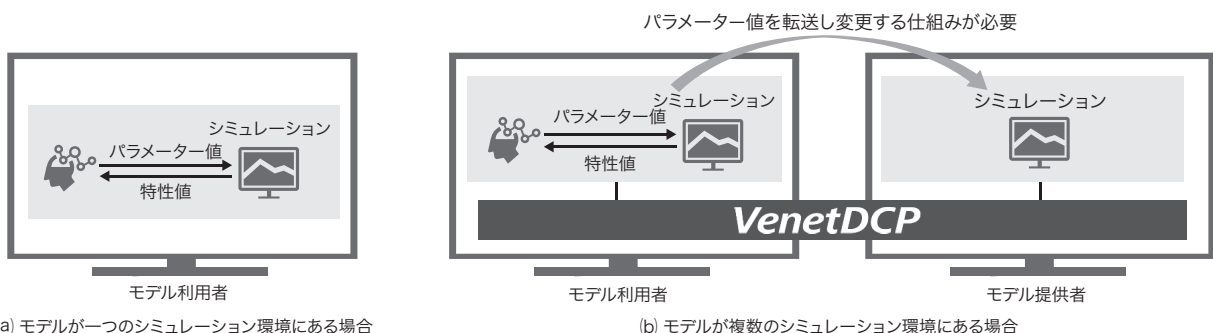 パラメーター値を転送し変更する仕組みが必要
シミュレーション
パラメーター値
特性値
モデル利用者
a) モデルが一つのシミュレーション環境にある場合
シミュレーション
パラメーター値
特性値
シミュレーション
VenetDCP
モデル利用者
モデル提供者
(b) モデルが複数のシミュレーション環境にある場合